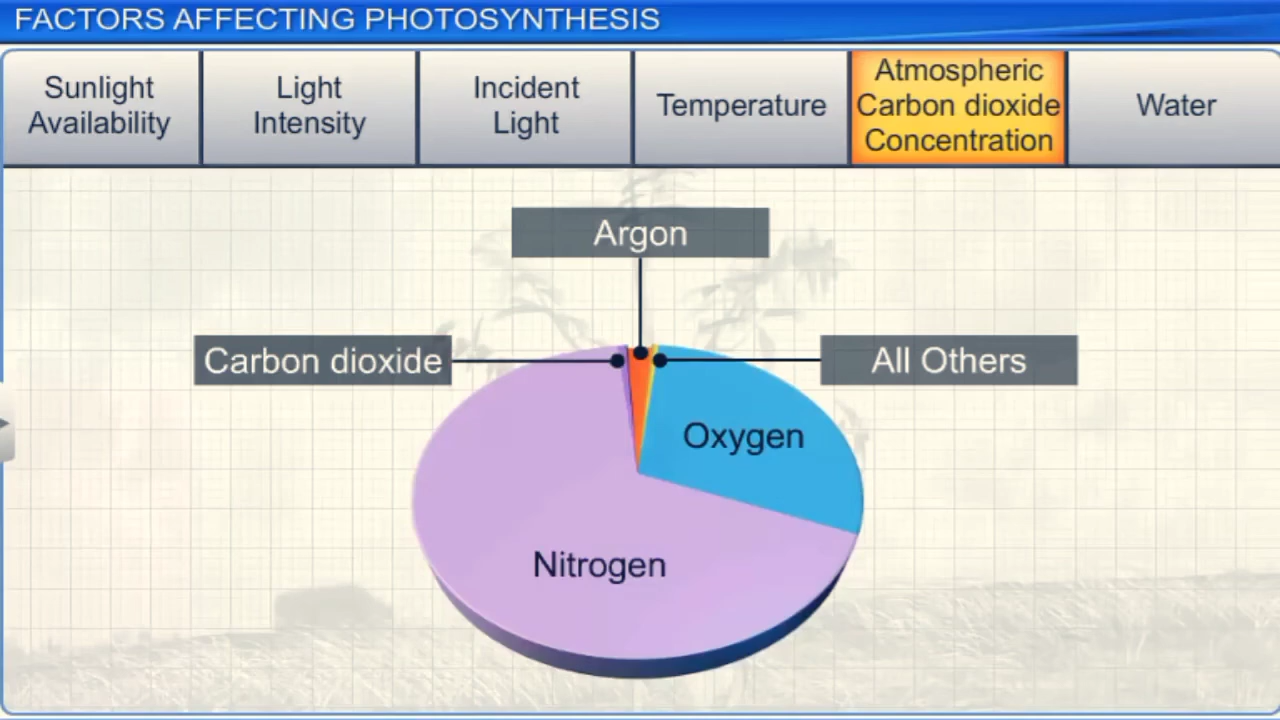 FACTORS AFFECTING PHOTOSYNTHESIS
Sunlight
Availability
Light
Intensity
Incident
Light
Temperature
Atmospheric
Carbon dioxide
Concentration
Water
Argon
Carbon dioxide
All Others
Oxygen
Nitrogen